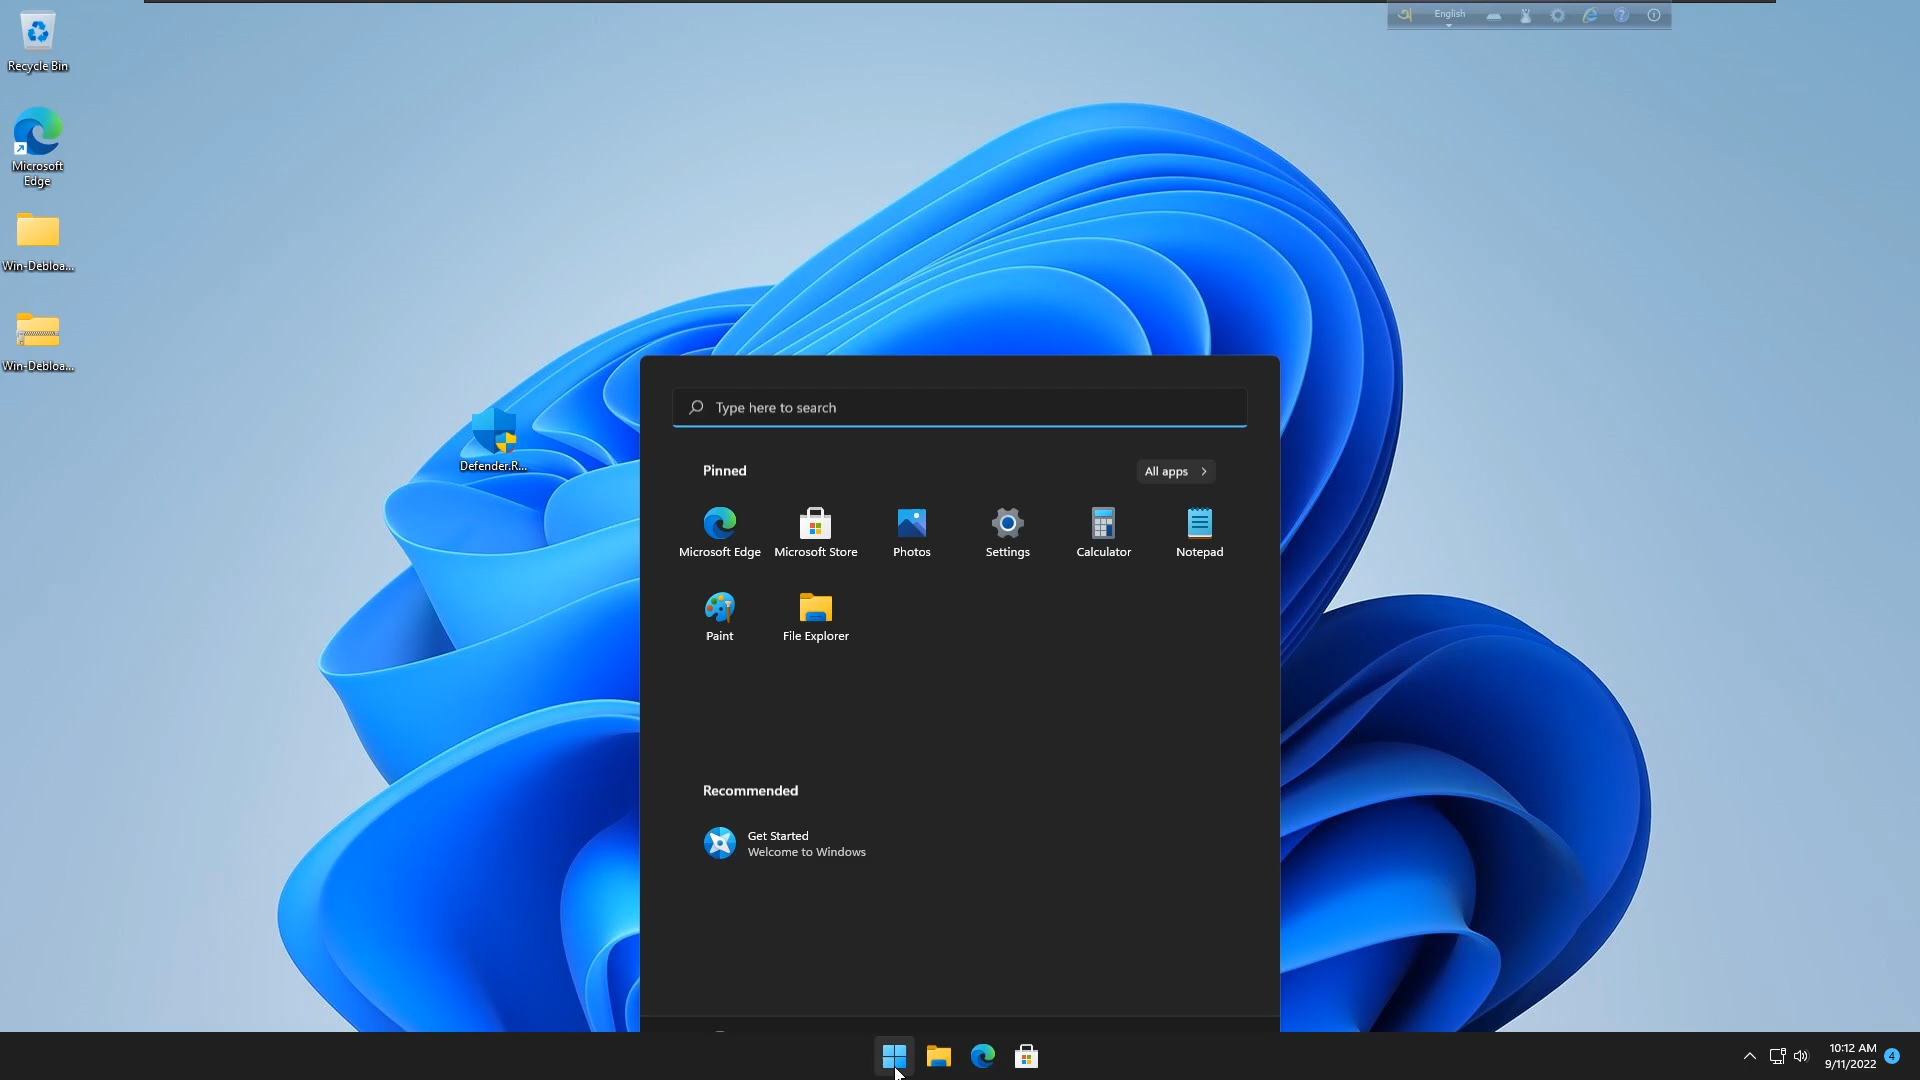 Recycle Bin
Microsoft
Edge
Win-Debloa...
Win-Debloa...
Defender.R...
English
Type here to search
Pinned
All apps
Microsoft Edge
Microsoft Store
Photos
Settings
Calculator
Notepad
Paint
File Explorer
Recommended
Get Started
Welcome to Windows
10:12 AM
9/11/2022
4